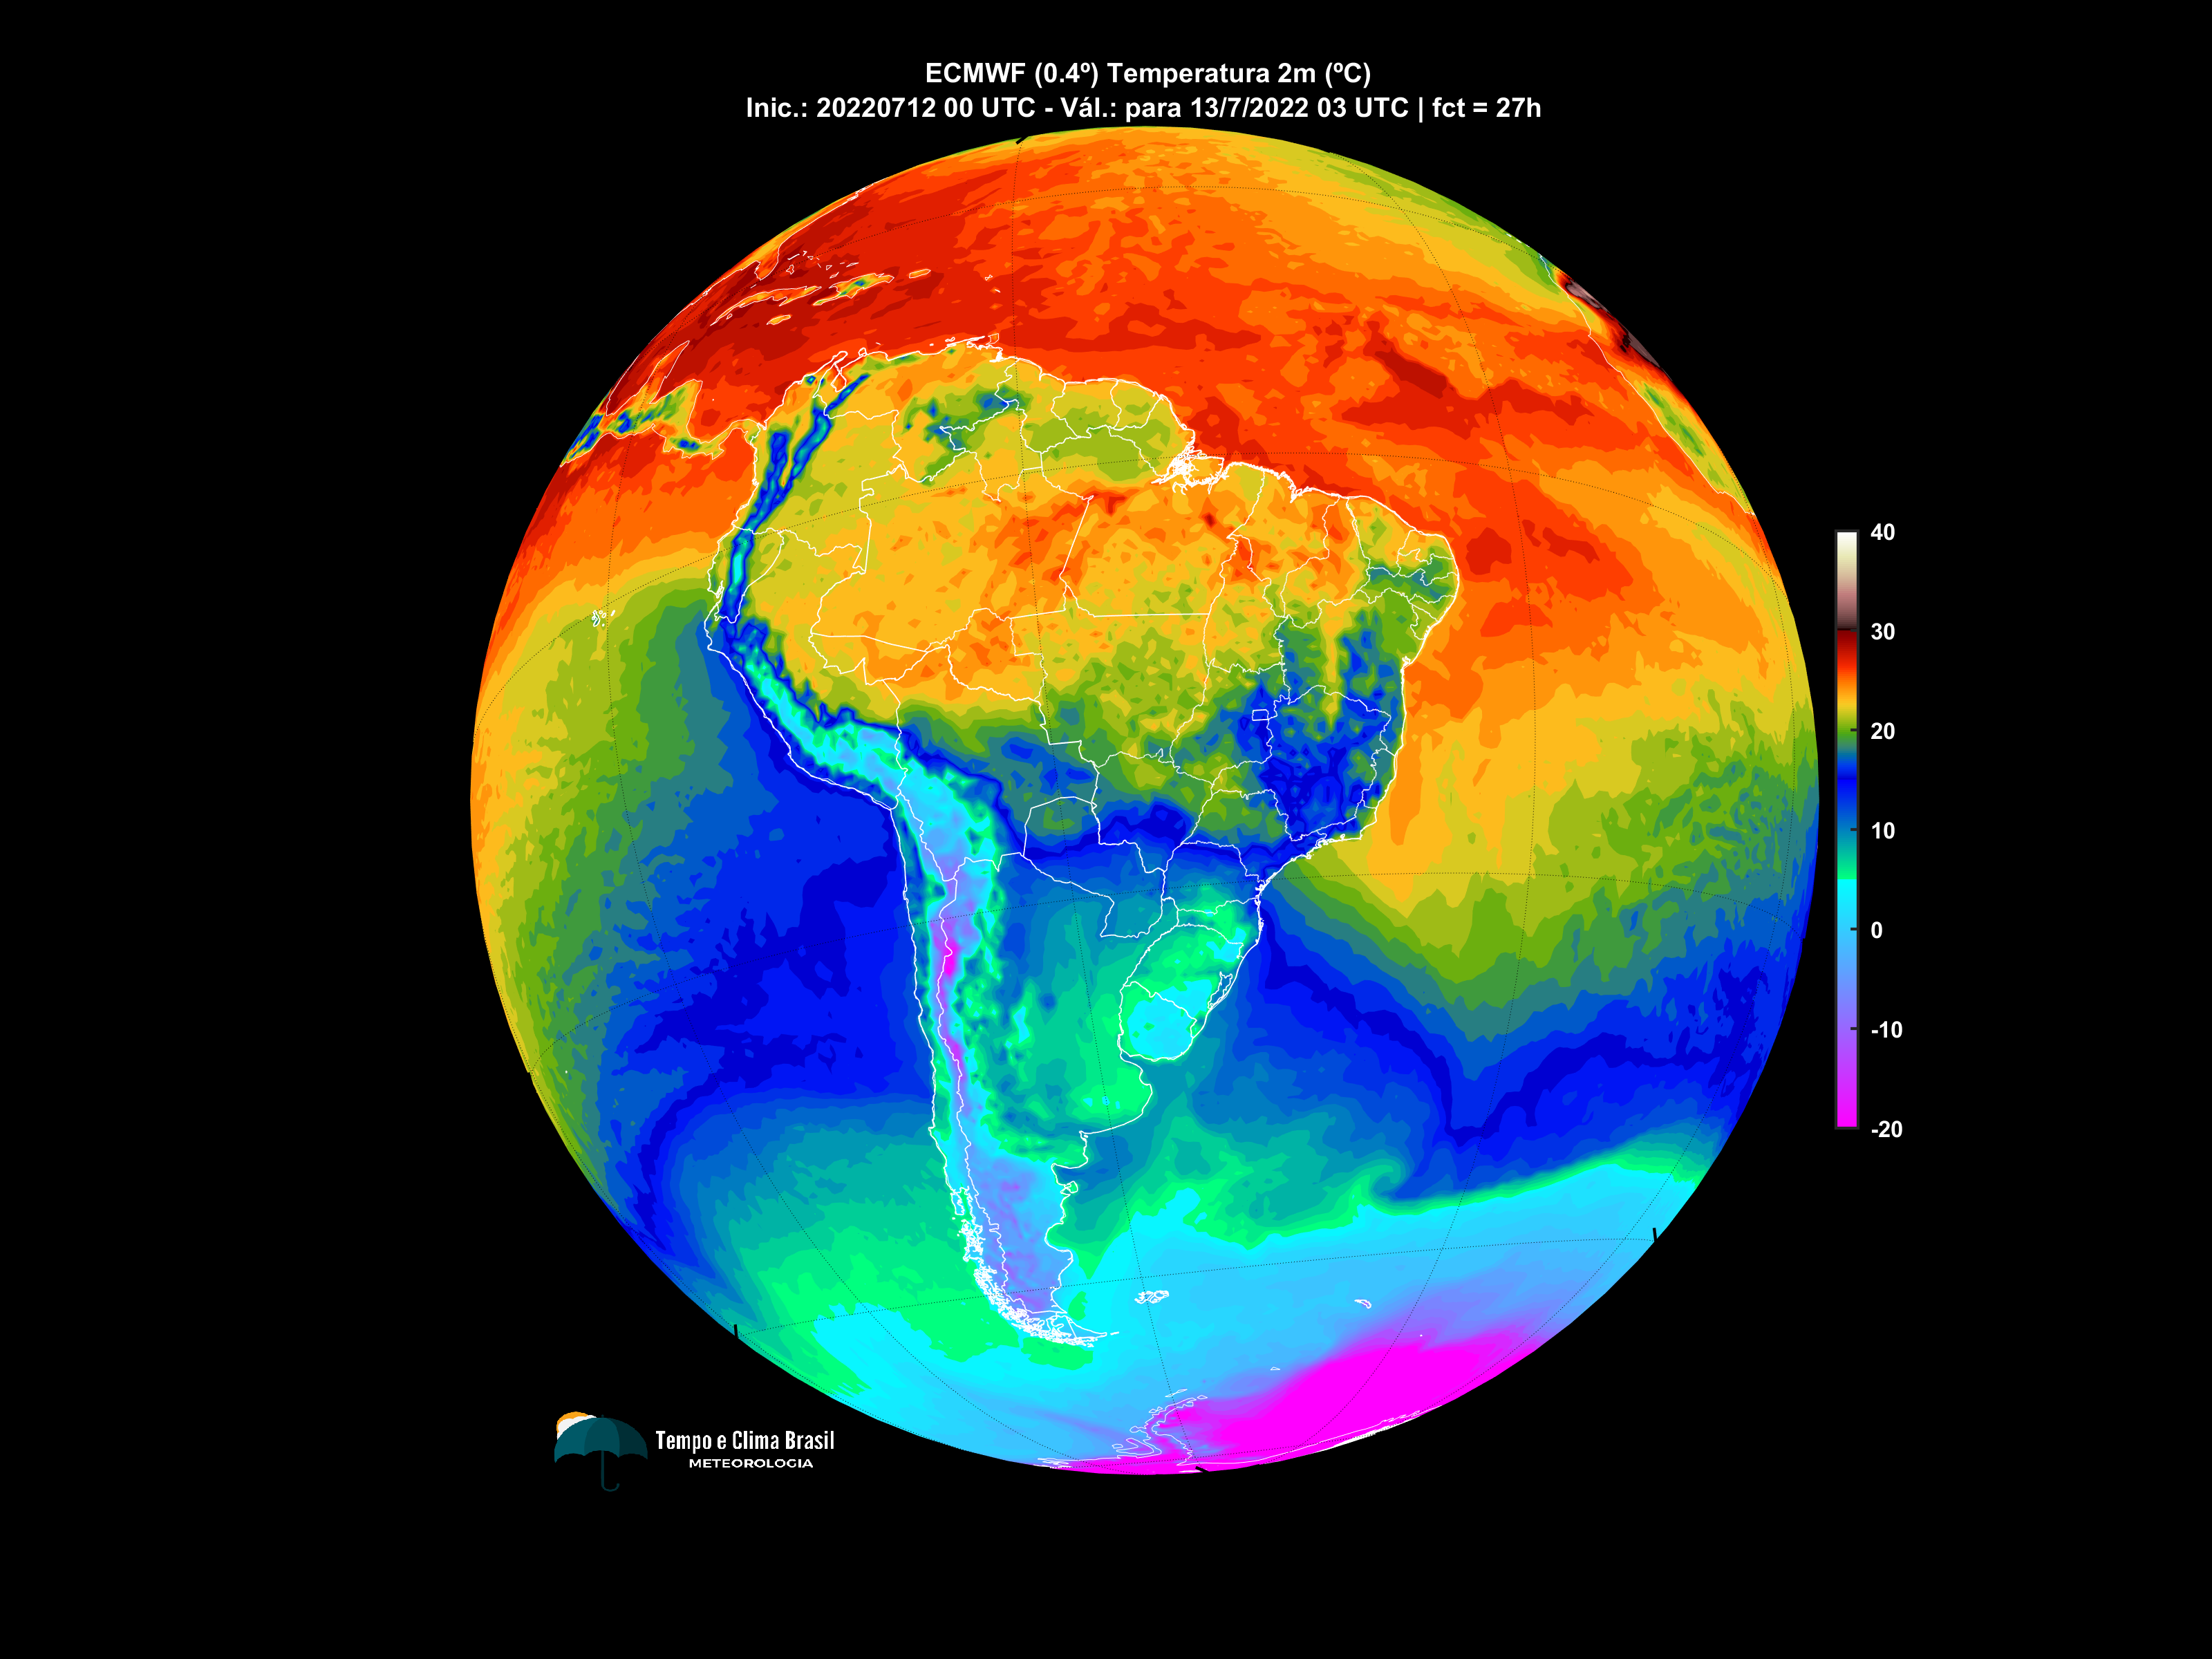 ECMWF (0.4º) Temperatura 2m (ºC)
Inic.: 20220712 00 UTC - Vál.: para 13/7/2022 03 UTC | fct = 27h
40
30
20
10
0
-10
-20
Tempo e Clima Brasil
METEOROLOGIA